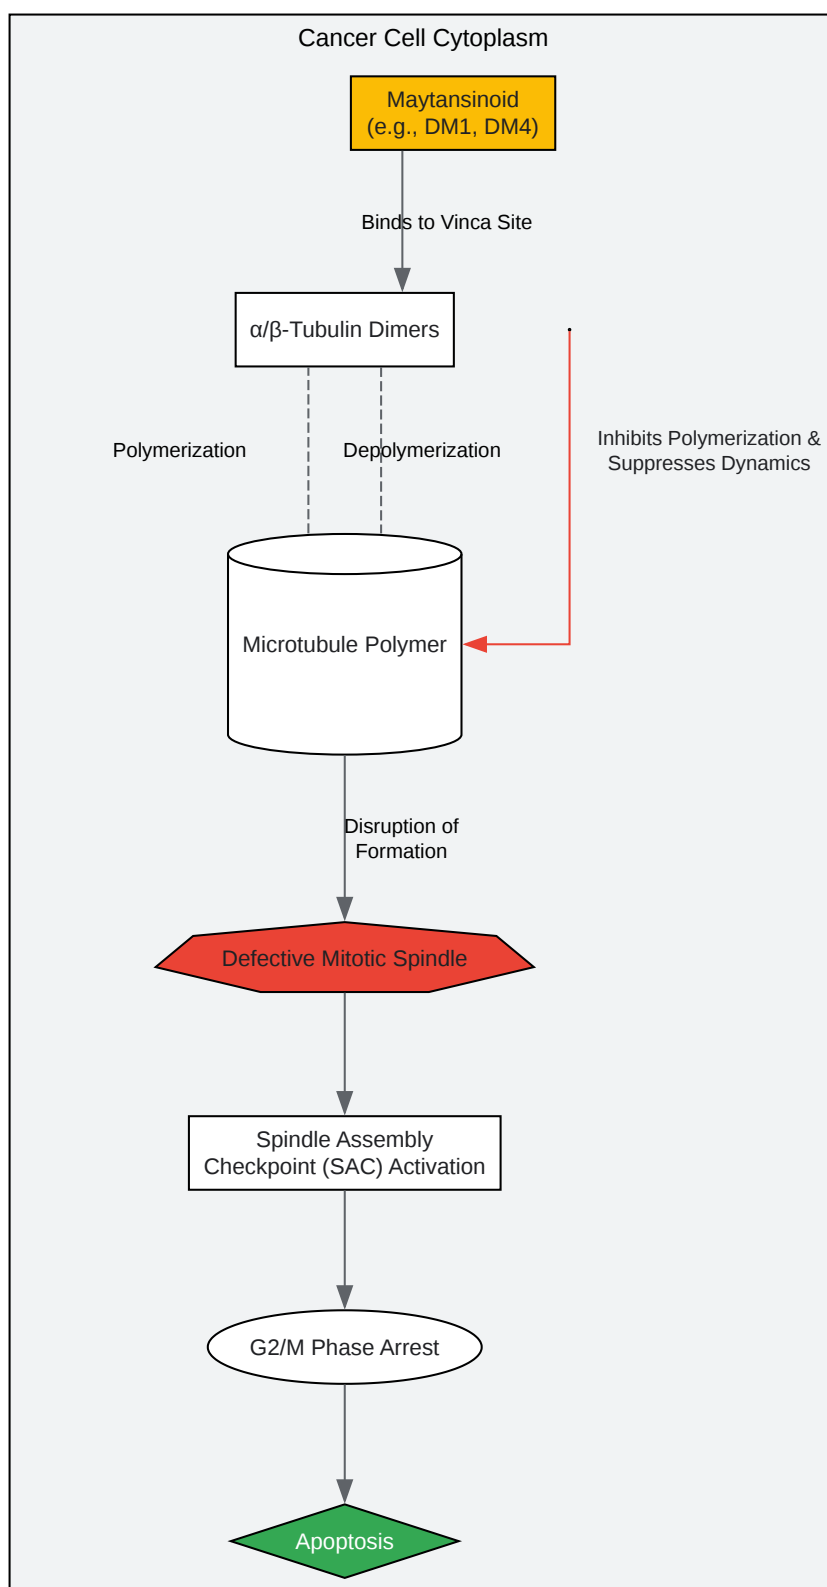 Cancer Cell Cytoplasm
Maytansinoid
(e.g., DM1, DM4)
Binds to Vinca Site
α/β-Tubulin Dimers
Polymerization
Depolymerization
Inhibits Polymerization &
Suppresses Dynamics
Microtubule Polymer
Disruption of
Formation
Defective Mitotic Spindle
Spindle Assembly
Checkpoint (SAC) Activation
G2/M Phase Arrest
Apoptosis